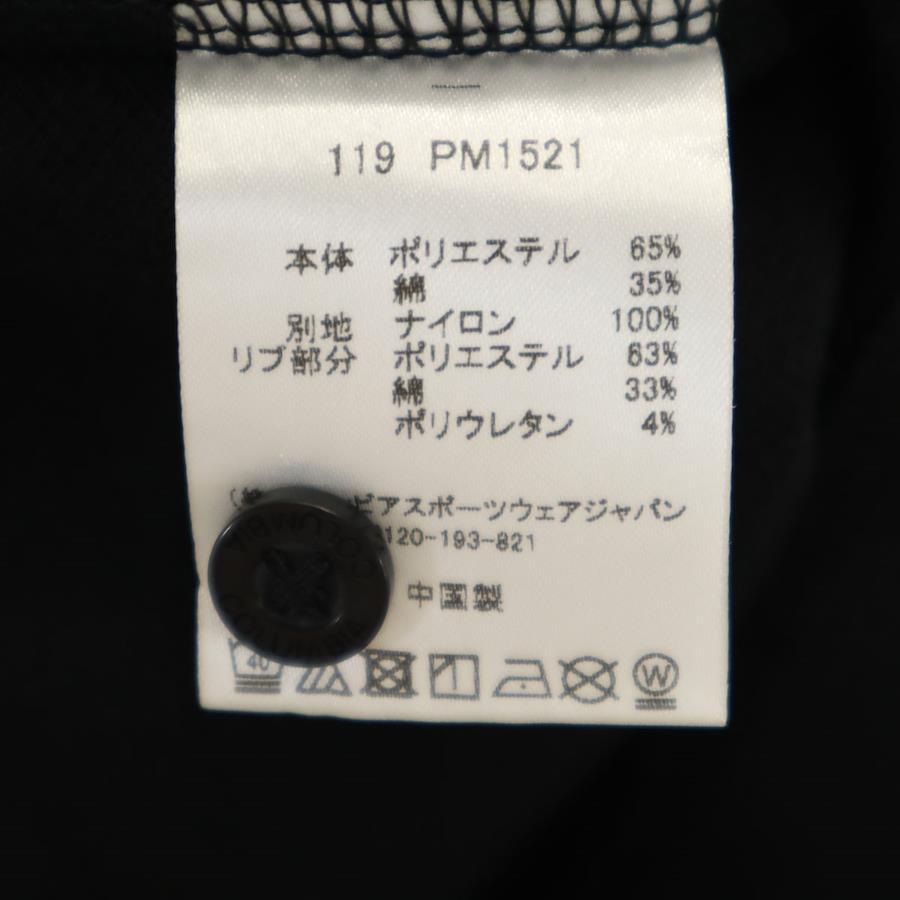 119 PM1521
本体 ポリエステル 65%
綿 35%
別地 ナイロン 100%
リブ部分 ポリエステル 63%
綿 33%
ポリウレタン 4%
ビアスポーツウェアジャパン
120-193-821
中国製
COLUMBIA
COLUMBIA
40
W